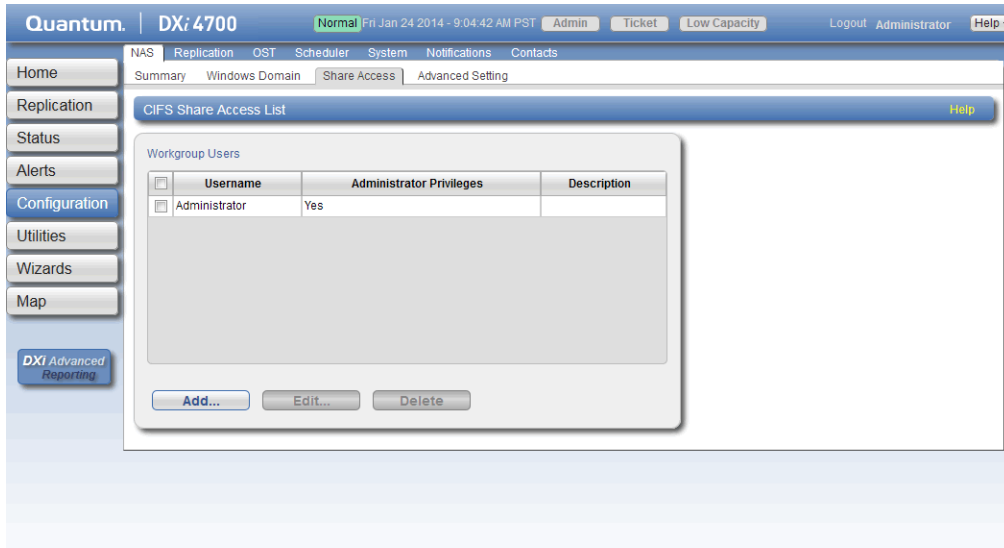 Quantum. | DXi 4700 Normal Fri Jan 24 2014 - 9:04:42 AM PST Admin Ticket Low Capacity Logout Administrator Help
NAS Replication OST Scheduler System Notifications Contacts
Summary Windows Domain Share Access Advanced Setting
Home
Replication
Status
Alerts
Configuration
Utilities
Wizards
Map
DXi Advanced
Reporting
CIFS Share Access List Help
Workgroup Users
Username Administrator Privileges Description
Administrator Yes
Add... Edit... Delete